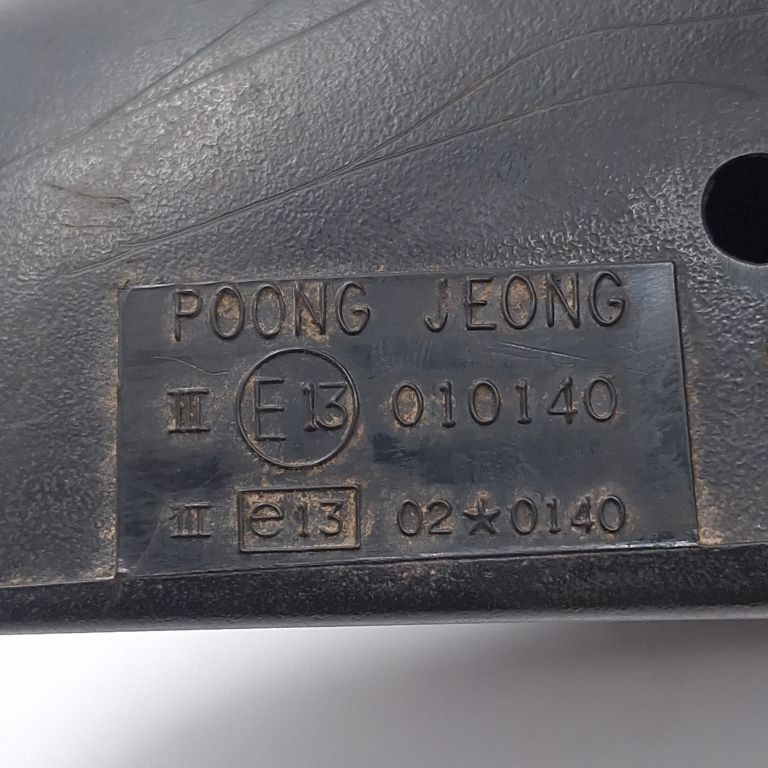 POONG JEONG
III E13 010140
III e13 02★0140